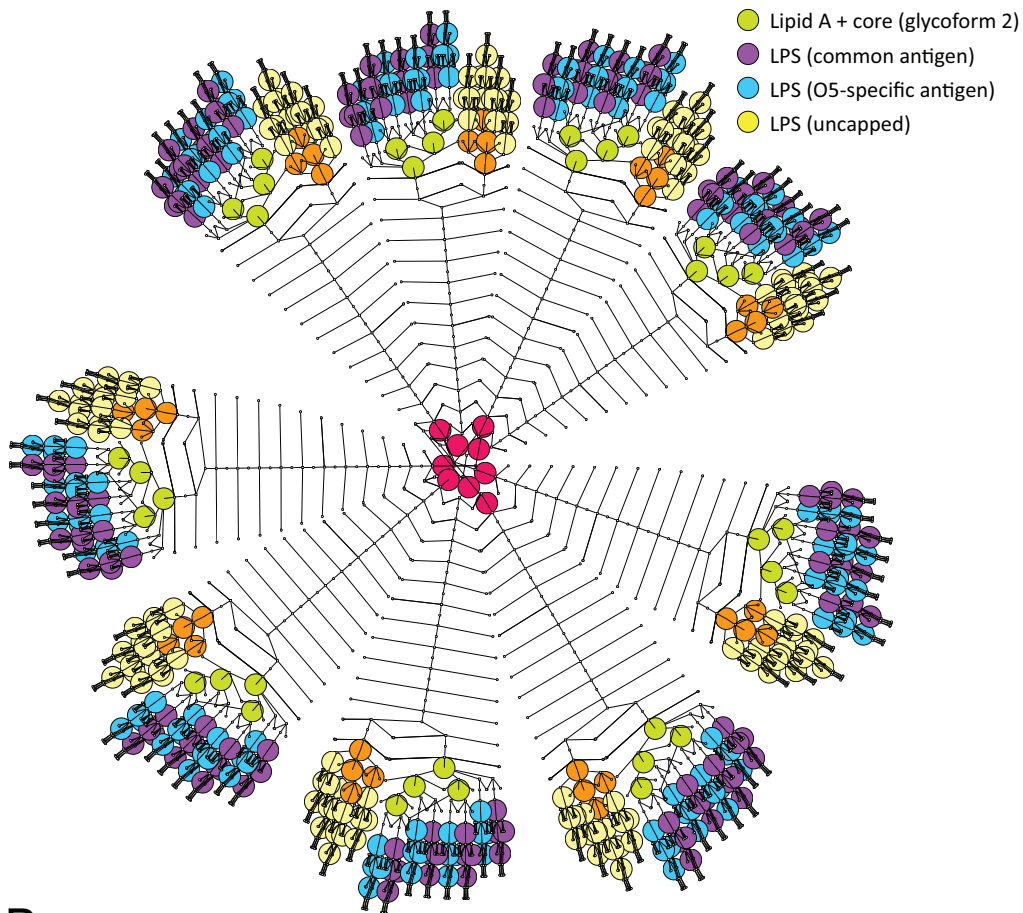 Lipid A + core (glycoform 2)
LPS (common antigen)
LPS (O5-specific antigen)
LPS (uncapped)